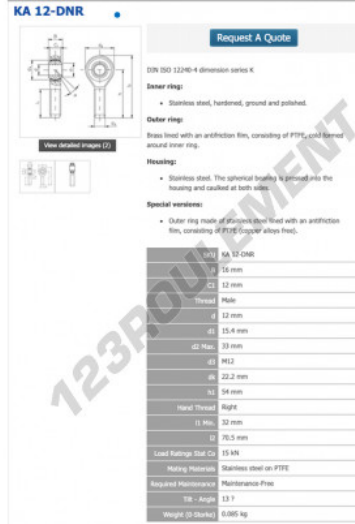 KA 12-DNR
Request A Quote
DIN ISO 12240-4 dimension series K
Inner ring:
Stainless steel, hardened, ground and polished.
Outer ring:
Brass lined with an antifriction film, consisting of PTFE, cold formed
around inner ring.
View detailed images (2)
Housing:
Stainless steel. The spherical bearing is pressed into the
housing and caulked at both sides.
Special versions:
Outer ring made of stainless steel lined with an antifriction
film, consisting of PTFE (copper alloys free).
SKU KA 12-DNR
B 16 mm
C1 12 mm
Thread Male
d 12 mm
d1 15.4 mm
d2 Max. 33 mm
d3 M12
dk 22.2 mm
h1 54 mm
Hand Thread Right
l1 Min. 32 mm
l2 70.5 mm
Load Ratings Stat Co 15 kN
Mating Materials Stainless steel on PTFE
Required Maintenance Maintenance-Free
Tilt - Angle 13 ?
Weight (0-Storke) 0.085 kg
123ROULEMENT